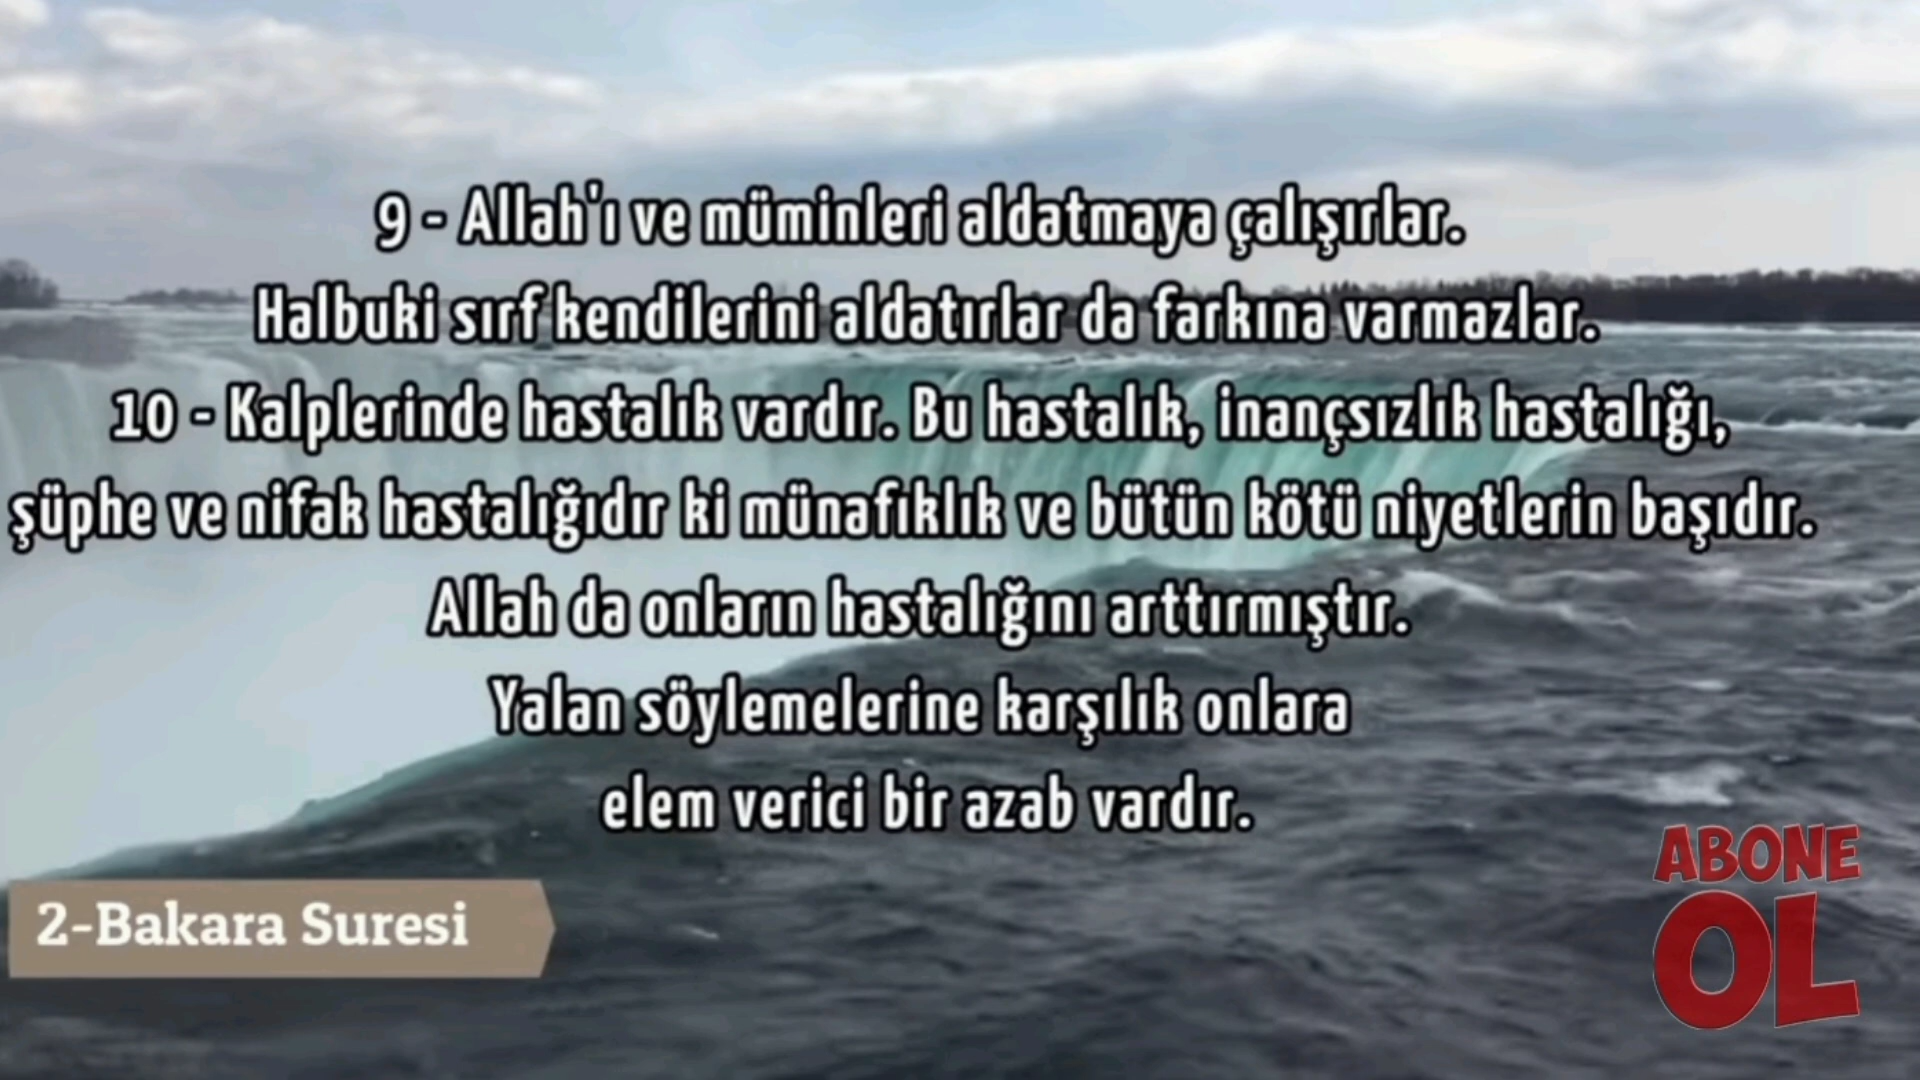 9 - Allah'ı ve müminleri aldatmaya çalışırlar.
Halbuki sırf kendilerini aldatırlar da farkına varmazlar.
10 - Kalplerinde hastalık vardır. Bu hastalık, inançsızlık hastalığı,
şüphe ve nifak hastalığıdır ki münafıklık ve bütün kötü niyetlerin başıdır.
Allah da onların hastalığını arttırmıştır.
Yalan söylemelerine karşılık onlara
elem verici bir azab vardır.
2-Bakara Suresi
ABONE
OL